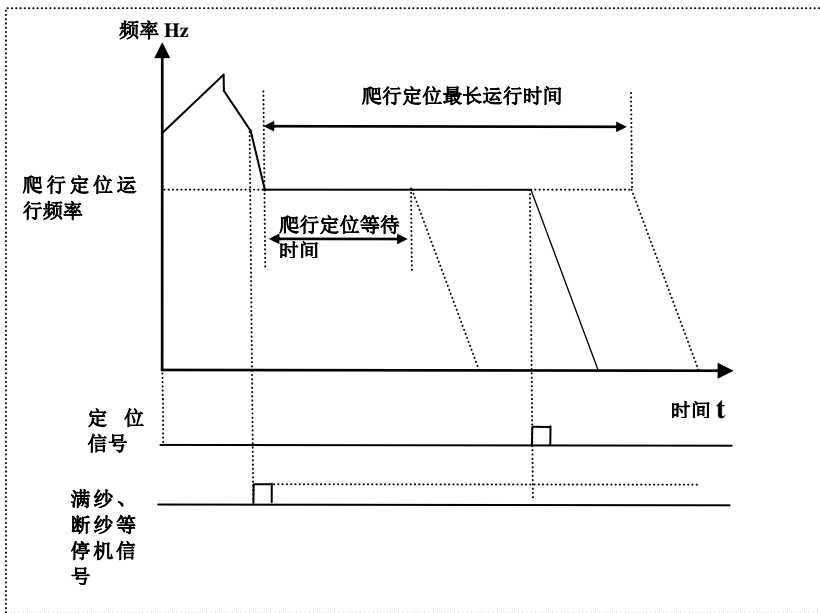 频率 Hz
爬行定位最长运行时间
爬行定位运
行频率
爬行定位等待
时间
时间 t
定 位
信号
满纱、
断纱等
停机信
号